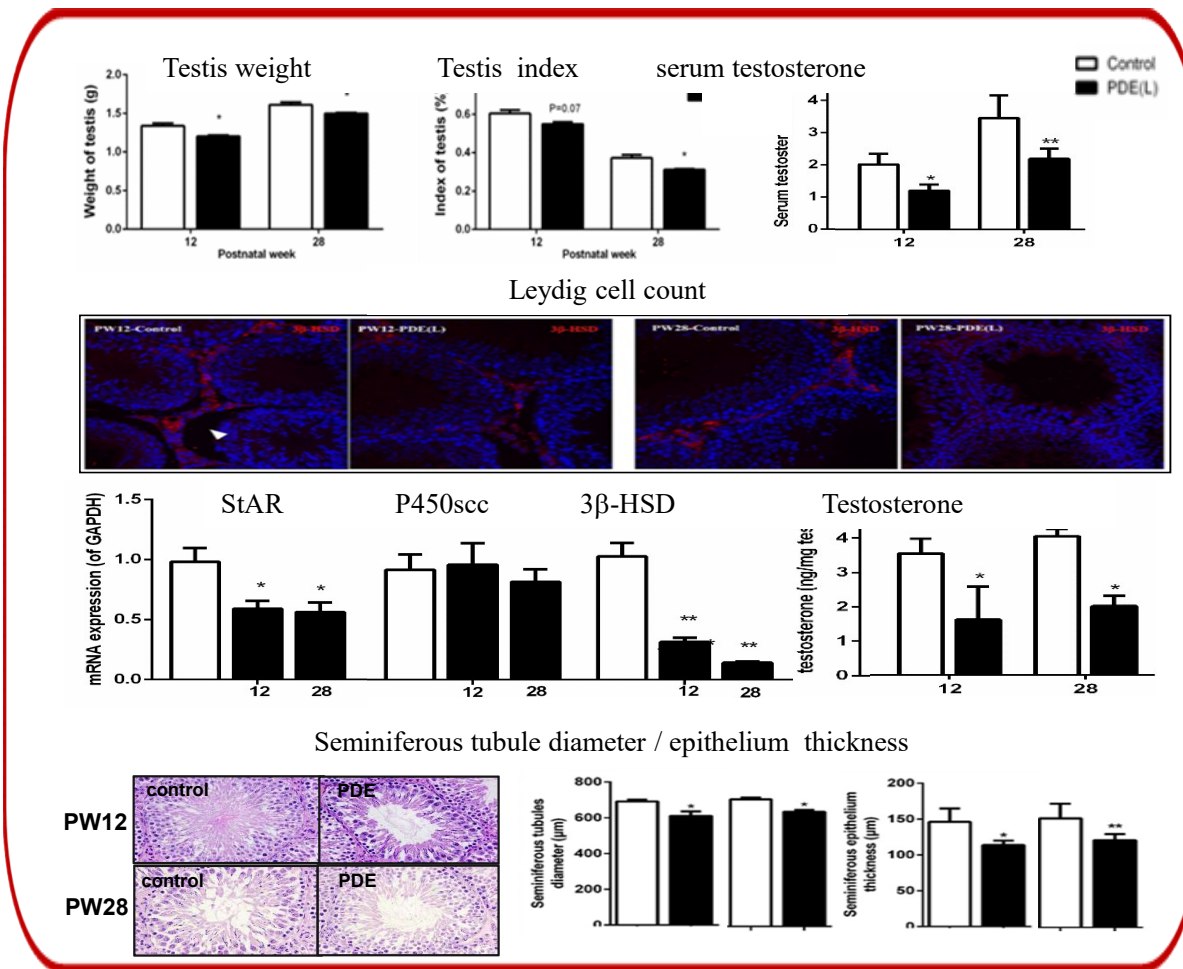 Testis weight
Testis index
serum testosterone
Control
PDE(L)
Weight of testis (g)
2.0
1.5
1.0
0.5
0.0
*
*
12
28
Postnatal week
Index of testis (%)
0.6
0.4
0.2
0.0
P=0.07
*
12
28
Postnatal week
Serum testoster
4
3
2
1
0
*
**
12
28
Leydig cell count
PW12-Control
3β-HSD
PW12-PDE(L)
3β-HSD
PW28-Control
3β-HSD
PW28-PDE(L)
3β-HSD
StAR
P450scc
3β-HSD
Testosterone
mRNA expression (of GAPDH)
1.5
1.0
0.5
0.0
*
*
**
**
12
28
12
28
12
28
testosterone (ng/mg tes
4
3
2
1
0
*
*
12
28
Seminiferous tubule diameter / epithelium thickness
control
PDE
PW12
control
PDE
PW28
Seminiferous tubules
diameter (μm)
800
600
400
200
0
*
*
Seminiferous epithelium
thickness (μm)
200
150
100
50
0
*
**